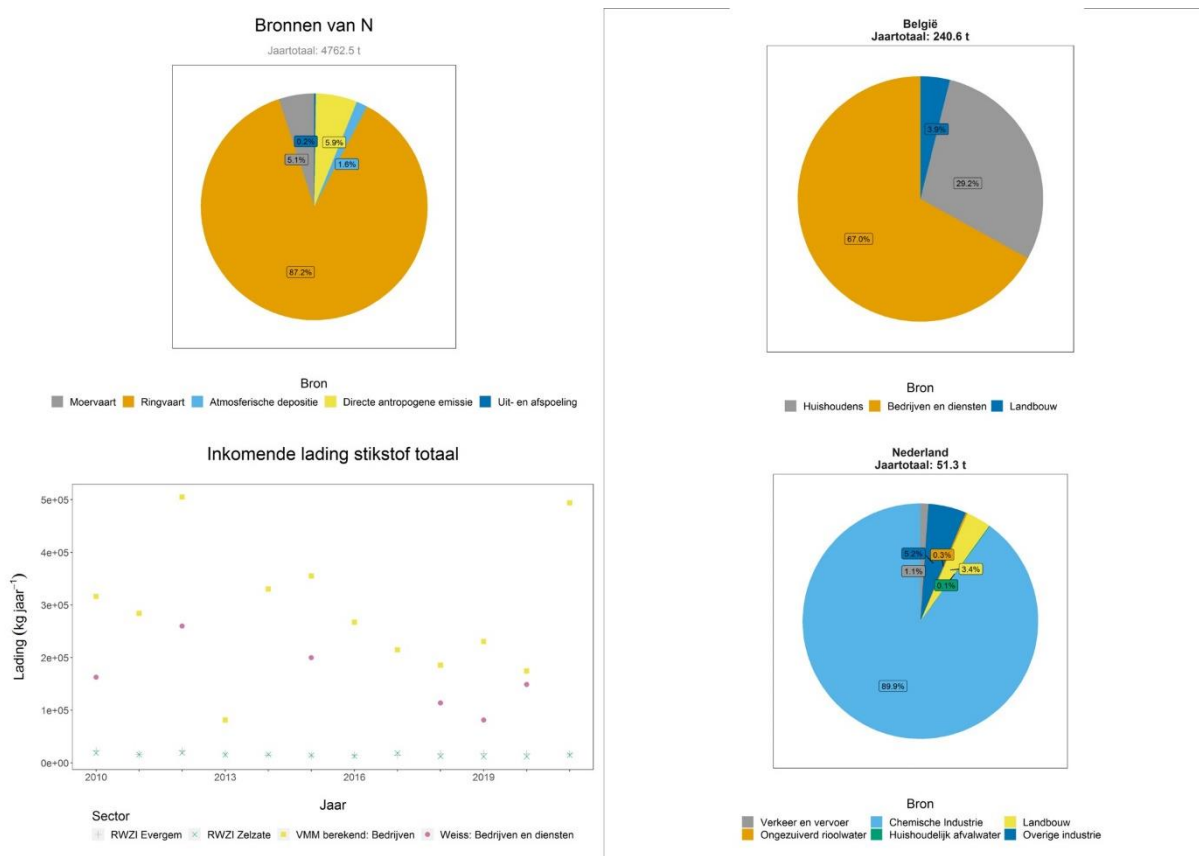 Bronnen van N
Jaartotaal: 4762.5 t
0.2%
5.9%
5.1%
1.6%
87.2%
Bron
Moervaart Ringvaart Atmosferische depositie Directe antropogene emissie Uit- en afspoeling
België
Jaartotaal: 240.6 t
3.9%
29.2%
67.0%
Bron
Huishoudens Bedrijven en diensten Landbouw
Inkomende lading stikstof totaal
Lading (kg jaar⁻¹)
5e+05
4e+05
3e+05
2e+05
1e+05
0e+00
2010 2013 2016 2019
Jaar
Sector
RWZI Evergem RWZI Zelzate VMM berekend: Bedrijven Weiss: Bedrijven en diensten
Nederland
Jaartotaal: 51.3 t
5.2% 0.3%
1.1% 3.4%
0.1%
89.9%
Bron
Verkeer en vervoer Chemische Industrie Landbouw
Ongezuiverd rioolwater Huishoudelijk afvalwater Overige industrie